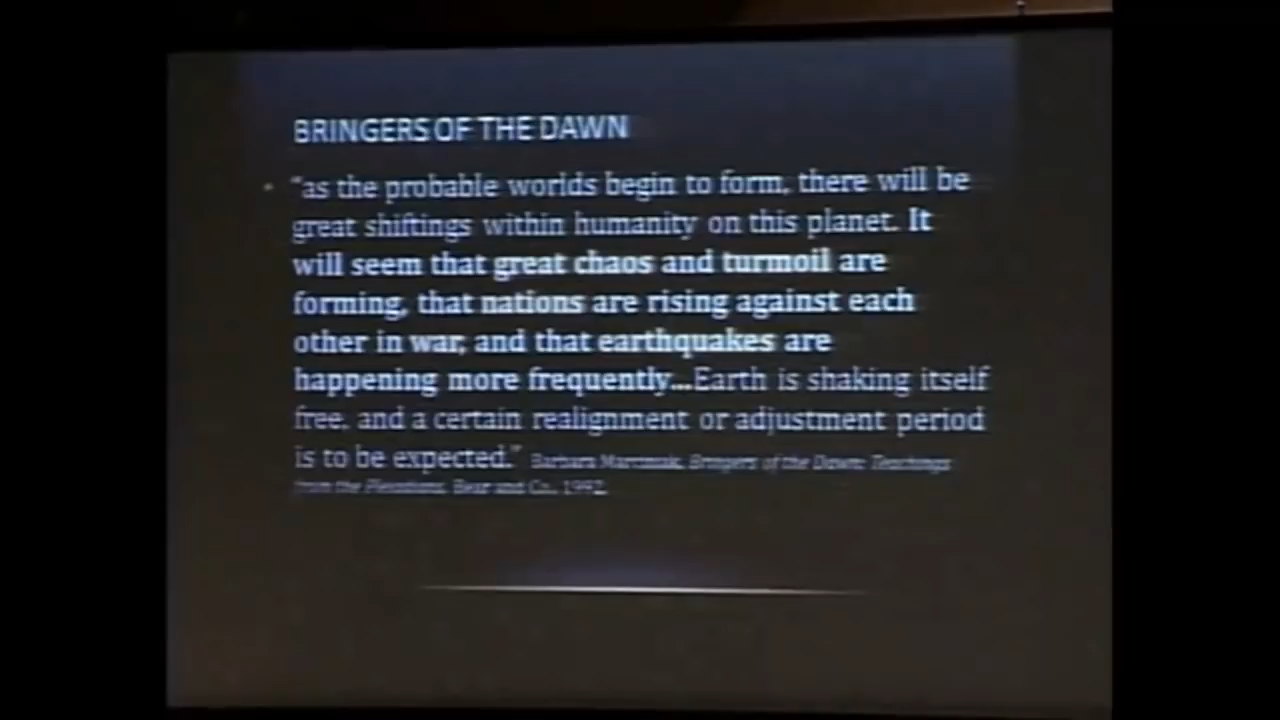 BRINGERS OF THE DAWN
• "as the probable worlds begin to form, there will be
great shiftings within humanity on this planet. It
will seem that great chaos and turmoil are
forming, that nations are rising against each
other in war, and that earthquakes are
happening more frequently...Earth is shaking itself
free, and a certain realignment or adjustment period
is to be expected." Barbara Marciniak, Bringers of the Dawn: Teachings
from the Pleiadians, Bear and Co., 1992.